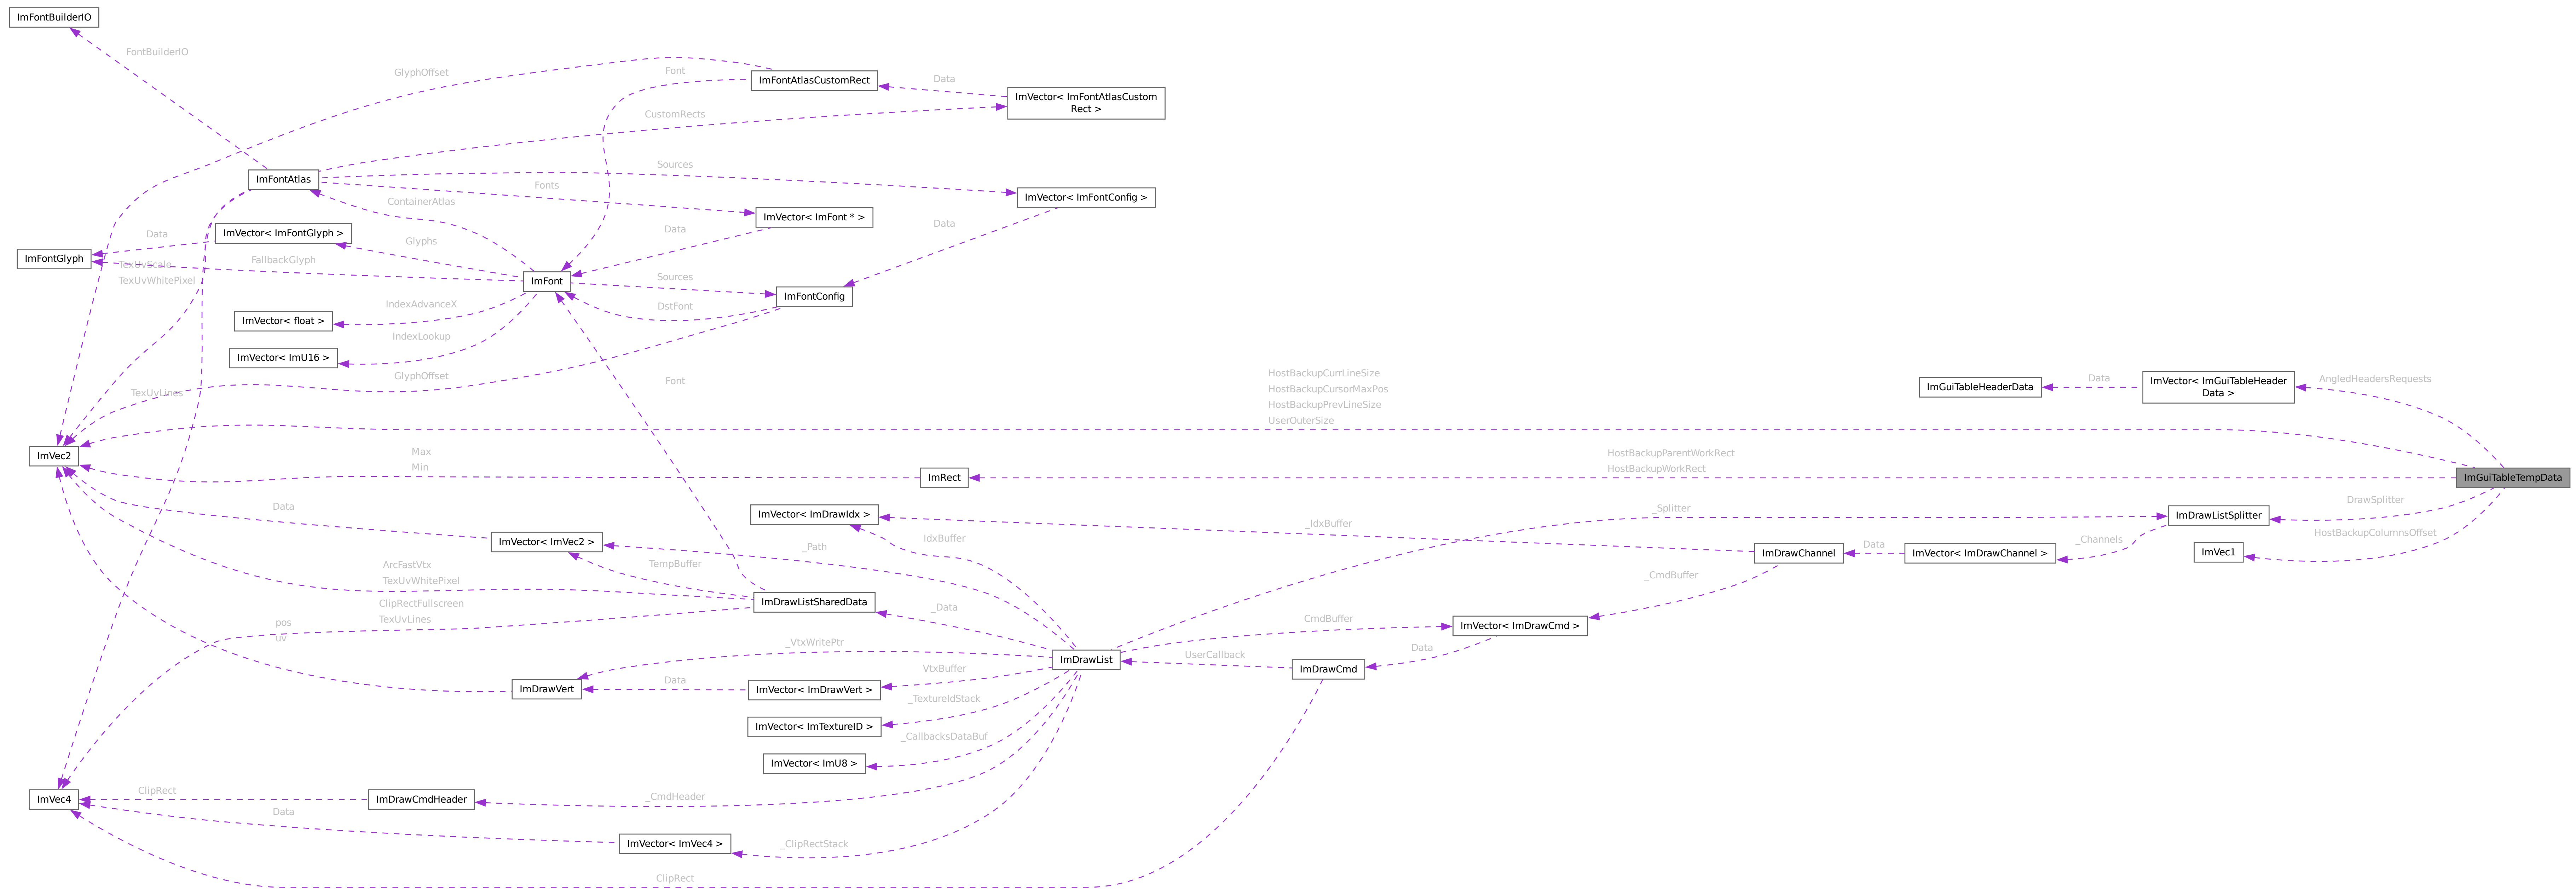 ImFontBuilderIO
FontBuilderIO
GlyphOffset
Font
ImFontAtlasCustomRect
Data
ImVector< ImFontAtlasCustom
Rect >
CustomRects
ImFontAtlas
Sources
Fonts
ContainerAtlas
ImVector< ImFontConfig >
ImVector< ImFont * >
ImVector< ImFontGlyph >
Data
Glyphs
Data
Data
ImFontGlyph
FallbackGlyph
TexUvScale
TexUvWhitePixel
ImFont
Sources
ImFontConfig
DstFont
IndexAdvanceX
ImVector< float >
IndexLookup
ImVector< ImU16 >
GlyphOffset
Font
TexUvLines
HostBackupCurrLineSize
HostBackupCursorMaxPos
HostBackupPrevLineSize
UserOuterSize
ImGuiTableHeaderData
Data
ImVector< ImGuiTableHeader
Data >
AngledHeadersRequests
ImVec2
Max
Min
ImRect
HostBackupParentWorkRect
HostBackupWorkRect
ImGuiTableTempData
DrawSplitter
Data
ImVector< ImDrawIdx >
_IdxBuffer
_Splitter
ImDrawListSplitter
HostBackupColumnsOffset
ImVector< ImVec2 >
_Path
IdxBuffer
ImDrawChannel
Data
ImVector< ImDrawChannel >
_Channels
ImVec1
ArcFastVtx
TexUvWhitePixel
TempBuffer
_CmdBuffer
ClipRectFullscreen
TexUvLines
ImDrawListSharedData
_Data
pos
uv
CmdBuffer
ImVector< ImDrawCmd >
_VtxWritePtr
ImDrawList
UserCallback
ImDrawCmd
Data
VtxBuffer
ImDrawVert
Data
ImVector< ImDrawVert >
_TextureIdStack
ImVector< ImTextureID >
_CallbacksDataBuf
ImVector< ImU8 >
ImVec4
ClipRect
ImDrawCmdHeader
_CmdHeader
Data
ImVector< ImVec4 >
_ClipRectStack
ClipRect